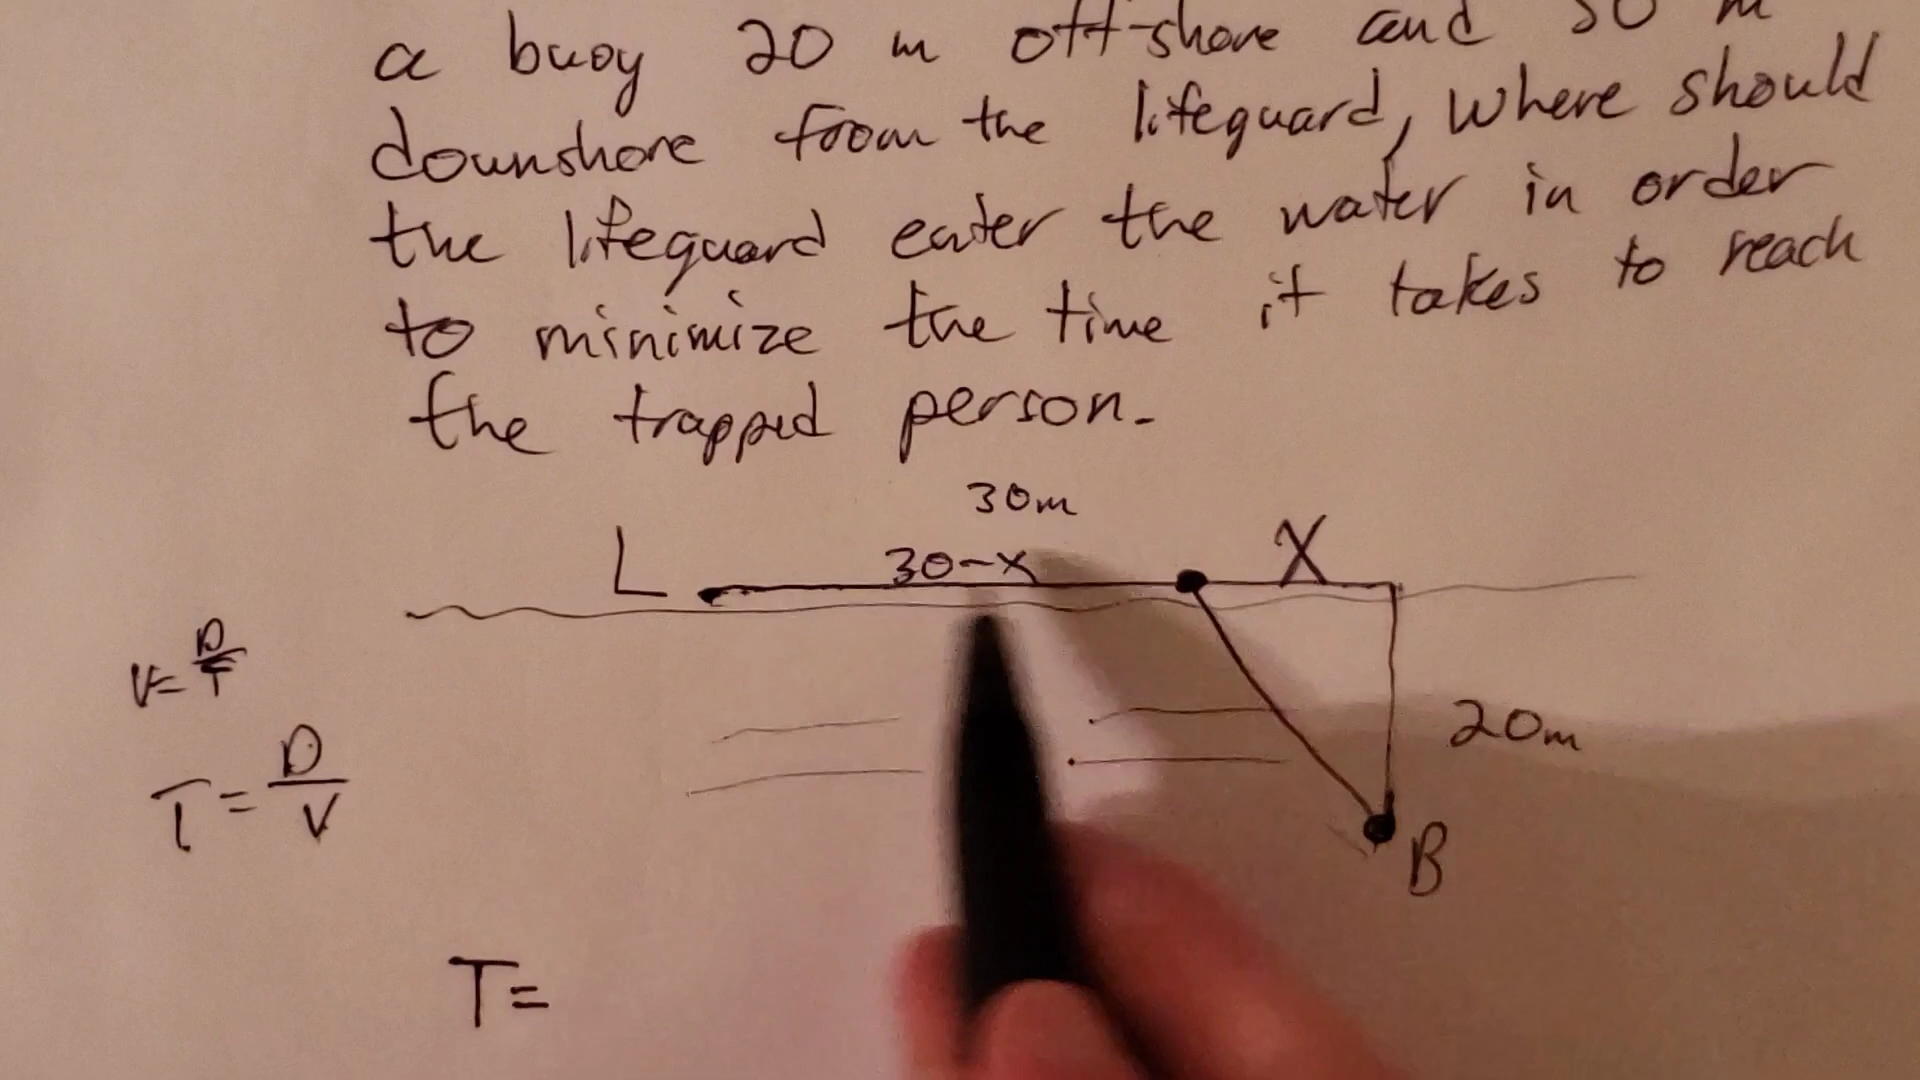 a buoy 20 m off-shore and 30 m
downshore from the lifeguard, where should
the lifeguard enter the water in order
to minimize the time it takes to reach
the trapped person.
30m
L 30-x X
V= D/T
20m
T= D/V
B
T=